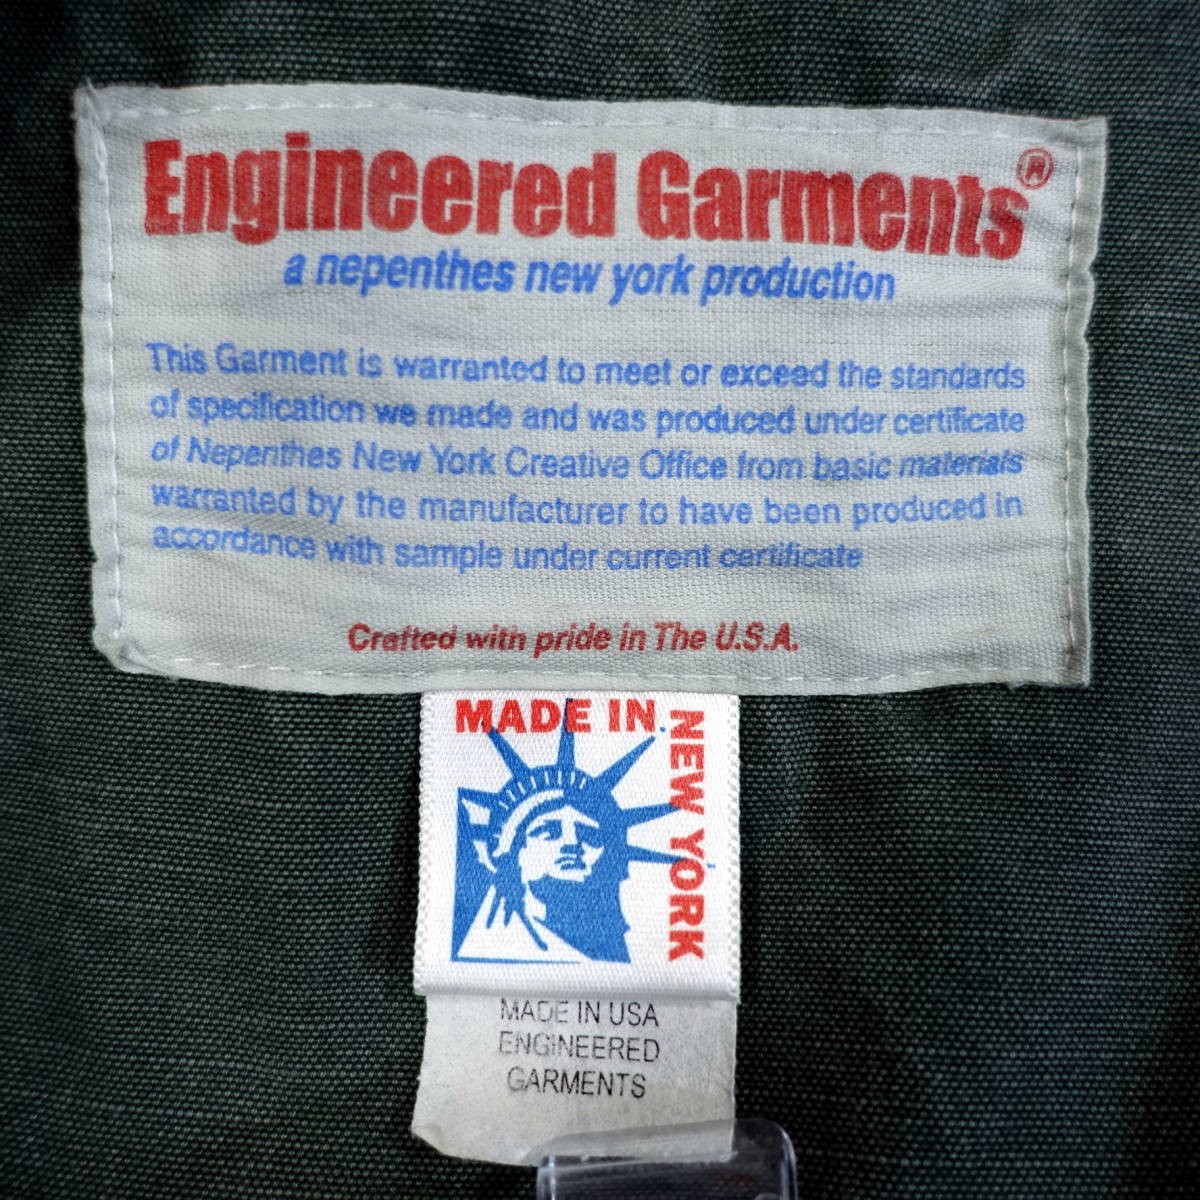 Engineered Garments®
a nepenthes new york production
This Garment is warranted to meet or exceed the standards
of specification we made and was produced under certificate
of Nepenthes New York Creative Office from basic materials
warranted by the manufacturer to have been produced in
accordance with sample under current certificate
Crafted with pride in The U.S.A.
MADE IN
NEW YORK
MADE IN USA
ENGINEERED
GARMENTS